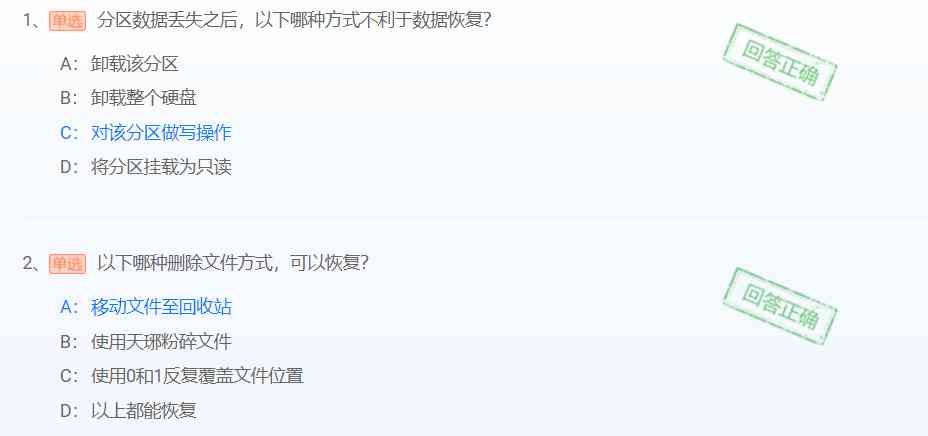 1、单选 分区数据丢失之后，以下哪种方式不利于数据恢复？
回答正确
A： 卸载该分区
B： 卸载整个硬盘
C： 对该分区做写操作
D： 将分区挂载为只读
2、单选 以下哪种删除文件方式，可以恢复？
回答正确
A： 移动文件至回收站
B： 使用天琊粉碎文件
C： 使用0和1反复覆盖文件位置
D： 以上都能恢复